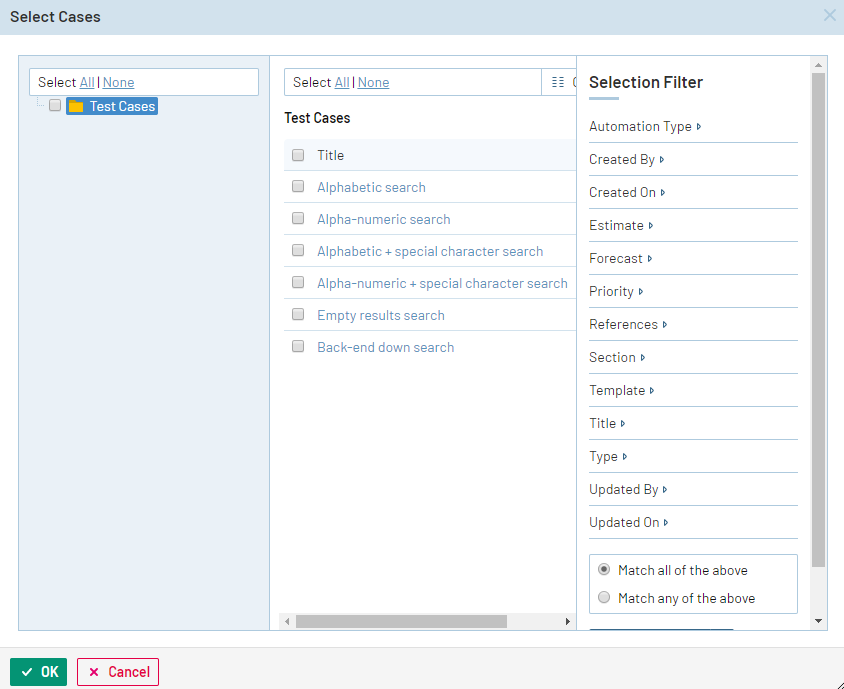 Select Cases
Select All | None
Test Cases
Select All | None
Test Cases
Title
Alphabetic search
Alpha-numeric search
Alphabetic + special character search
Alpha-numeric + special character search
Empty results search
Back-end down search
Selection Filter
Automation Type
Created By
Created On
Estimate
Forecast
Priority
References
Section
Template
Title
Type
Updated By
Updated On
Match all of the above
Match any of the above
OK
Cancel